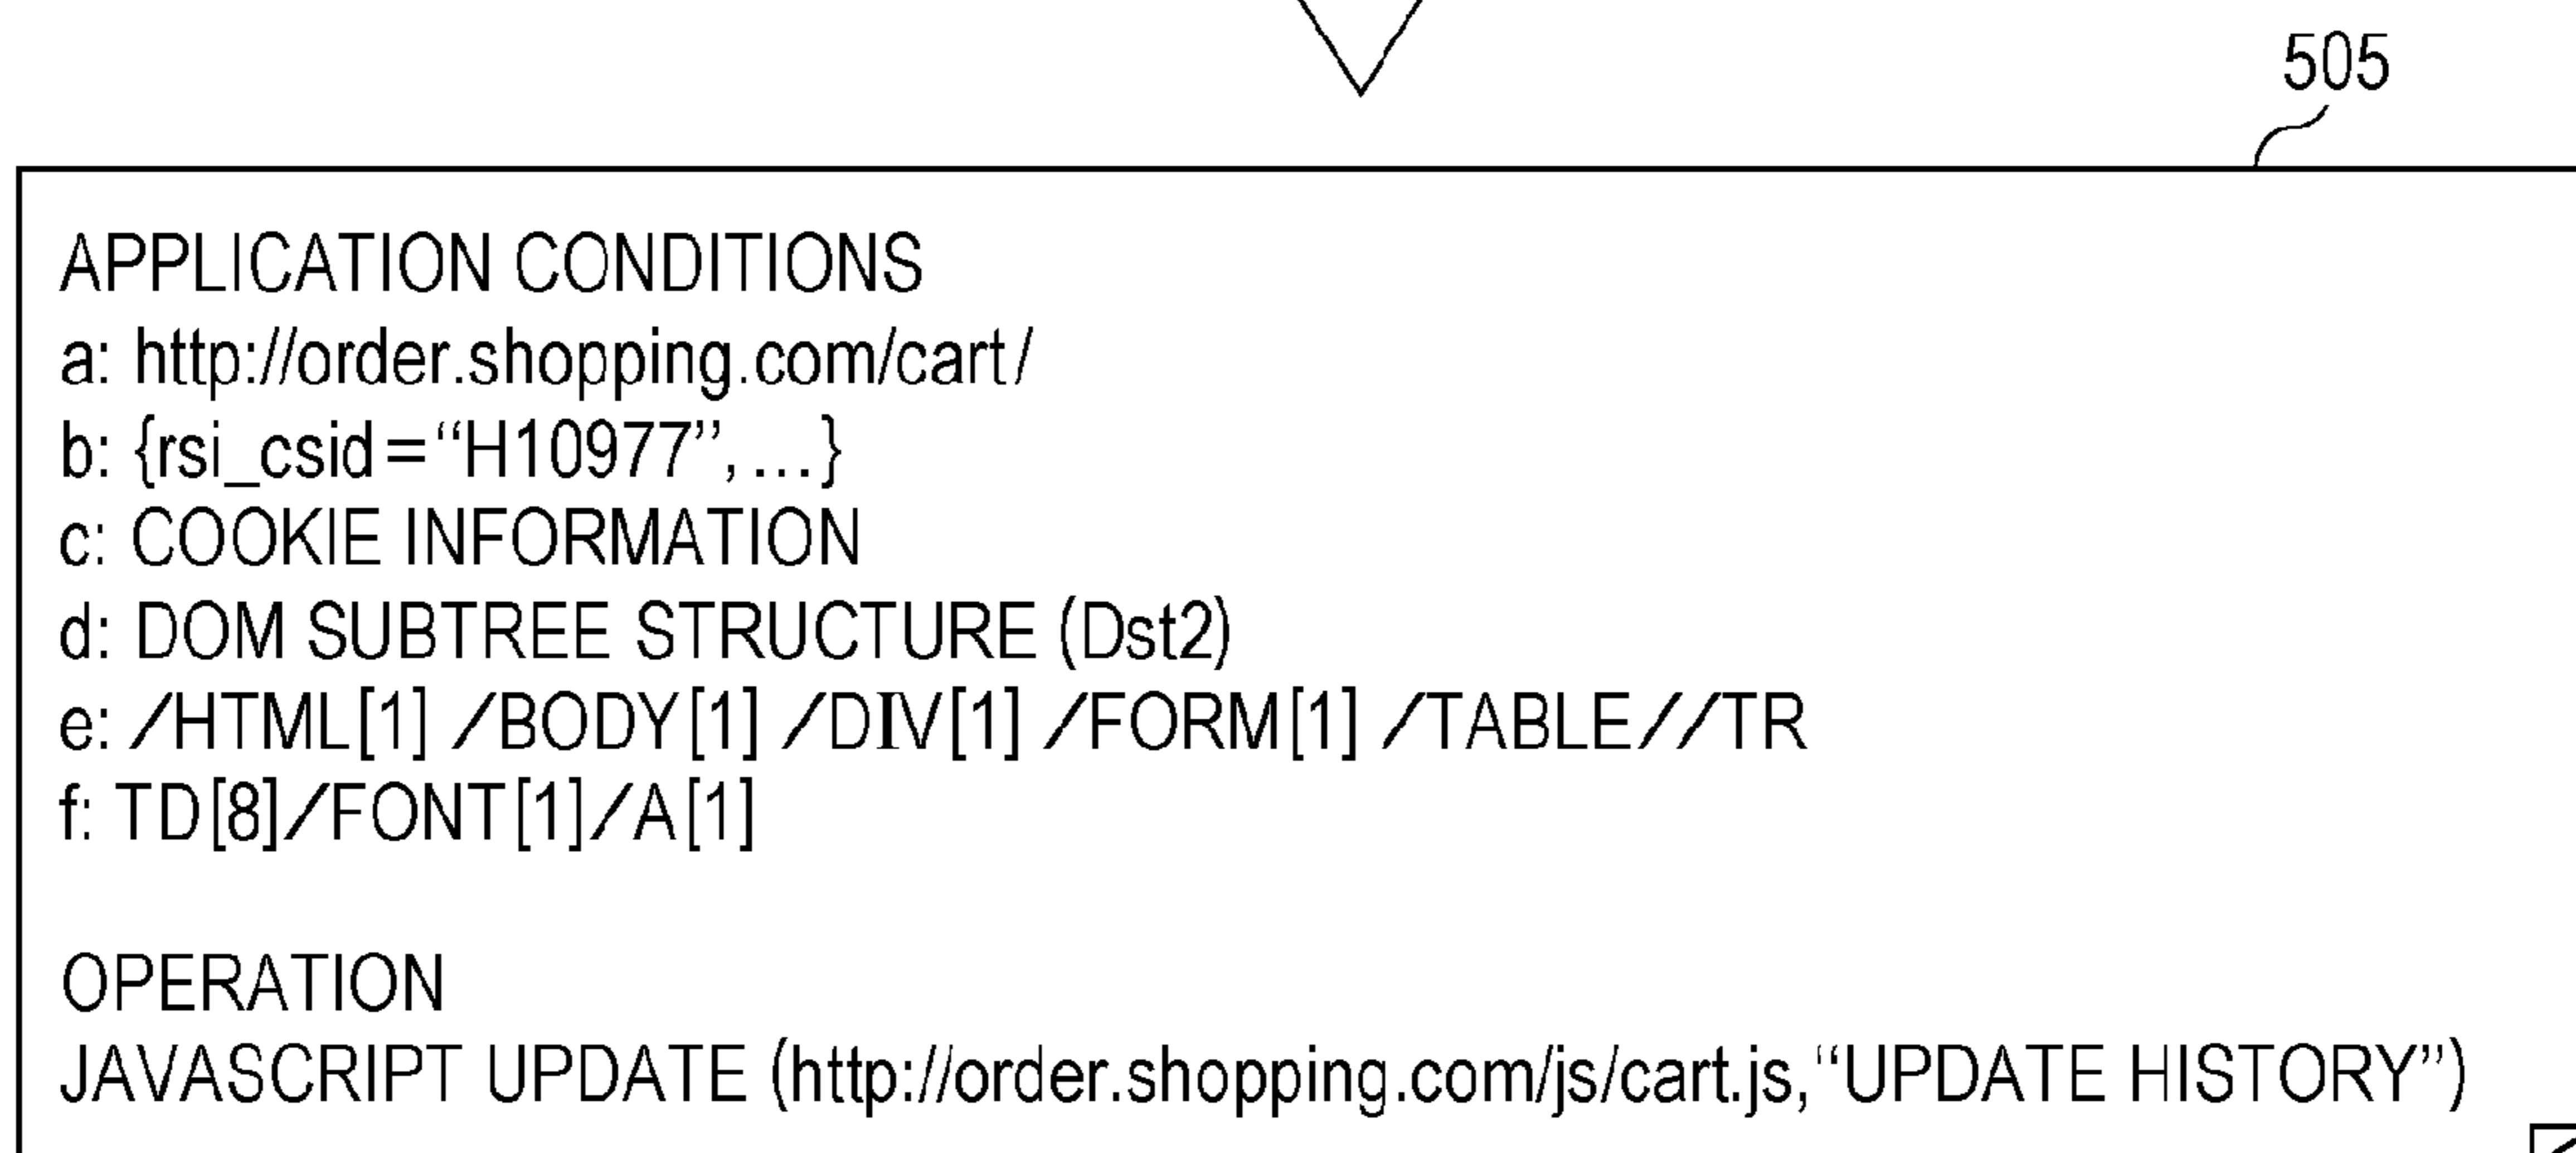 505
APPLICATION CONDITIONS
a: http://order.shopping.com/cart/
b: {rsi_csid=“H10977”,...}
c: COOKIE INFORMATION
d: DOM SUBTREE STRUCTURE (Dst2)
e: /HTML[1] /BODY[1] /DIV[1] /FORM[1] /TABLE//TR
f: TD[8]/FONT[1]/A[1]
OPERATION
JAVASCRIPT UPDATE (http://order.shopping.com/js/cart.js,“UPDATE HISTORY”)